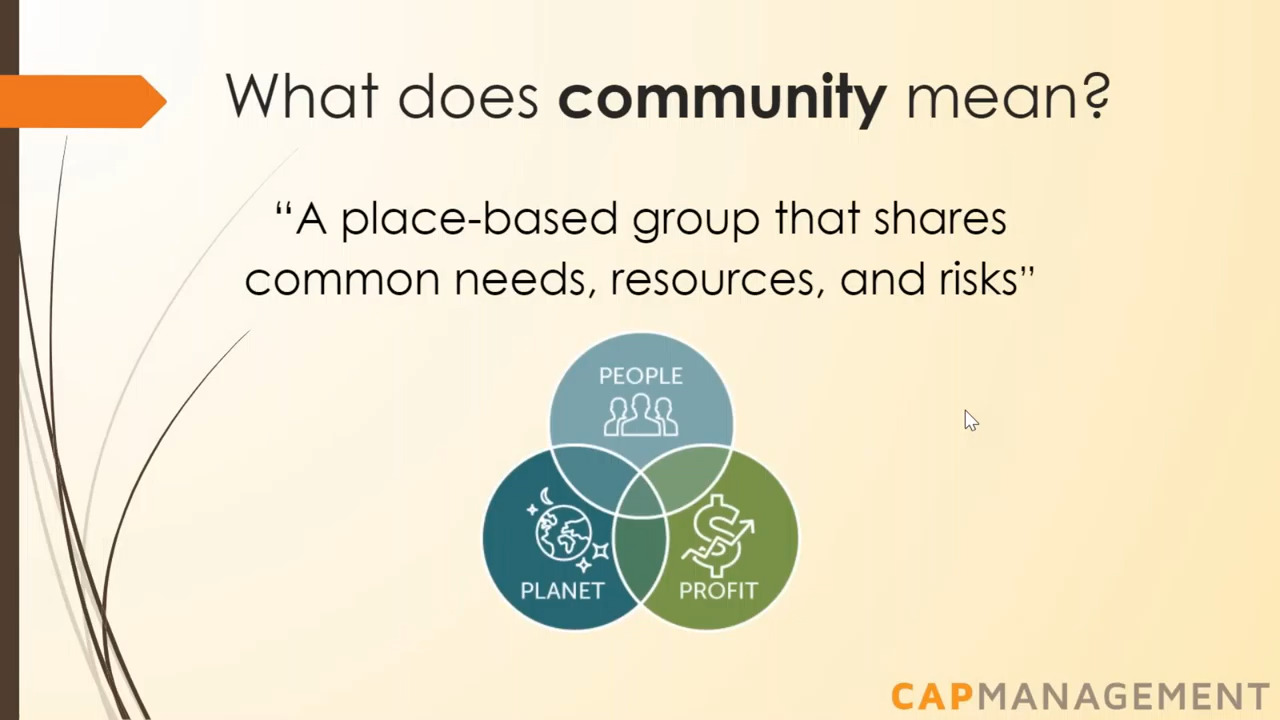 What does community mean?
“A place-based group that shares
common needs, resources, and risks”
PEOPLE
PLANET
PROFIT
CAPMANAGEMENT